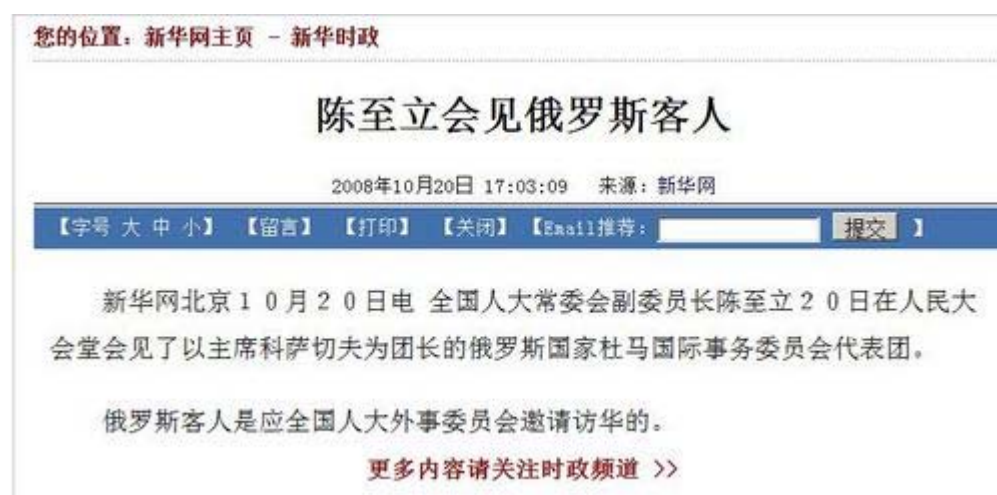 您的位置：新华网主页 - 新华时政
陈至立会见俄罗斯客人
2008年10月20日 17:03:09 来源：新华网
【字号 大 中 小】 【留言】 【打印】 【关闭】 【Email推荐： 提交 】
新华网北京１０月２０日电 全国人大常委会副委员长陈至立２０日在人民大
会堂会见了以主席科萨切夫为团长的俄罗斯国家杜马国际事务委员会代表团。
俄罗斯客人是应全国人大外事委员会邀请访华的。
更多内容请关注时政频道 >>